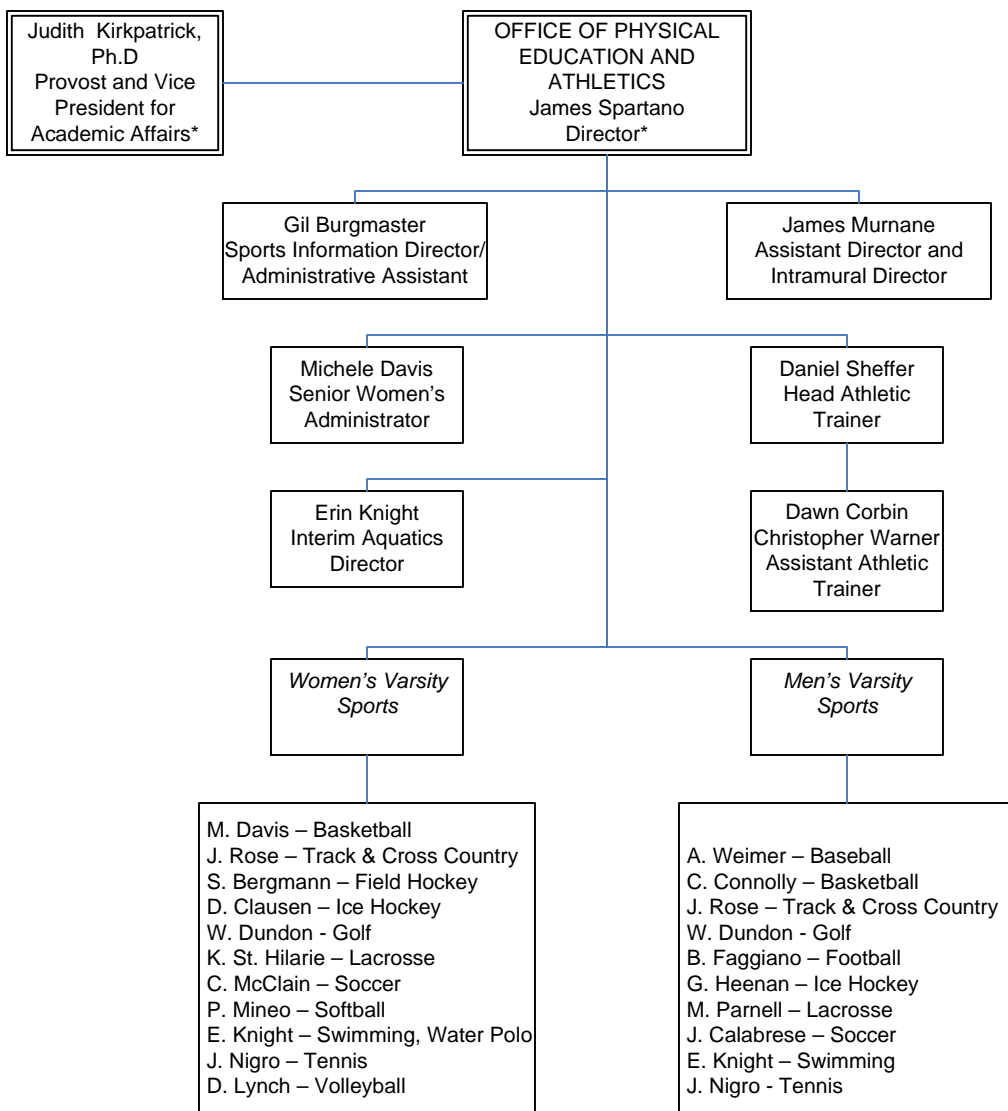 Judith Kirkpatrick,
Ph.D
Provost and Vice
President for
Academic Affairs*
OFFICE OF PHYSICAL
EDUCATION AND
ATHLETICS
James Spartano
Director*
Gil Burgmaster
Sports Information Director/
Administrative Assistant
James Murnane
Assistant Director and
Intramural Director
Michele Davis
Senior Women's
Administrator
Daniel Sheffer
Head Athletic
Trainer
Erin Knight
Interim Aquatics
Director
Dawn Corbin
Christopher Warner
Assistant Athletic
Trainer
Women's Varsity
Sports
Men's Varsity
Sports
M. Davis – Basketball
J. Rose – Track & Cross Country
S. Bergmann – Field Hockey
D. Clausen – Ice Hockey
W. Dundon - Golf
K. St. Hilarie – Lacrosse
C. McClain – Soccer
P. Mineo – Softball
E. Knight – Swimming, Water Polo
J. Nigro – Tennis
D. Lynch – Volleyball
A. Weimer – Baseball
C. Connolly – Basketball
J. Rose – Track & Cross Country
W. Dundon - Golf
B. Faggiano – Football
G. Heenan – Ice Hockey
M. Parnell – Lacrosse
J. Calabrese – Soccer
E. Knight – Swimming
J. Nigro - Tennis